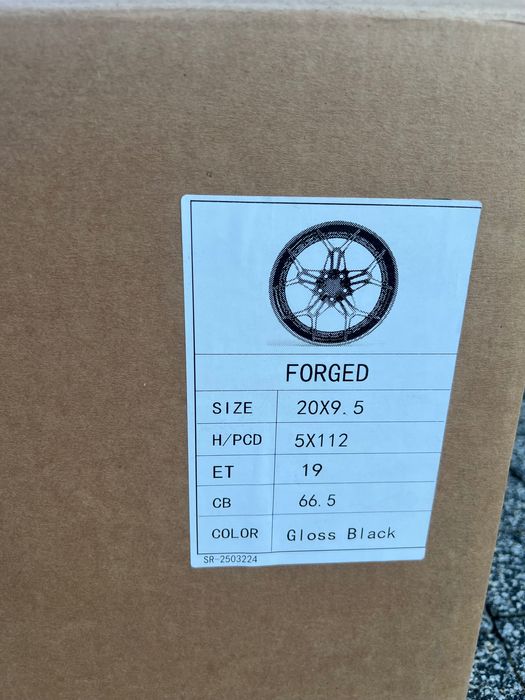 FORGED
SIZE 20X9.5
H/PCD 5X112
ET 19
CB 66.5
COLOR Gloss Black
SR-2503224